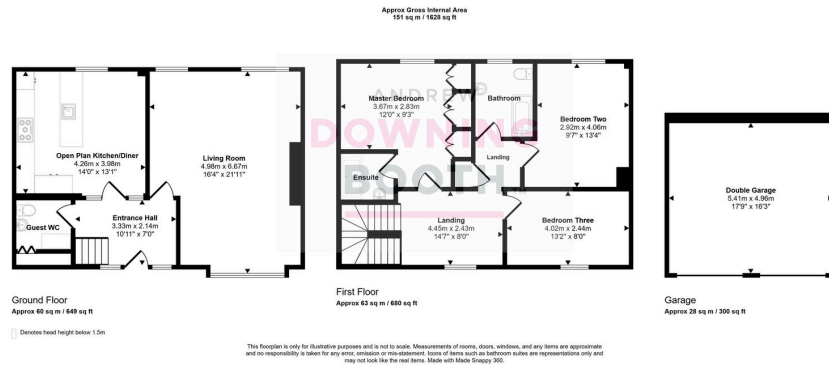 Approx Gross Internal Area
151 sq m / 1628 sq ft
Open Plan Kitchen/Diner
4.26m x 3.98m
14'0" x 13'1"
Living Room
4.98m x 6.67m
16'4" x 21'11"
Guest WC
Entrance Hall
3.33m x 2.14m
10'11" x 7'0"
Ground Floor
Approx 60 sq m / 649 sq ft
Denotes head height below 1.5m
ANDREW
DOWNING
BOOTH
Master Bedroom
3.67m x 2.83m
12'0" x 9'3"
Bathroom
Bedroom Two
2.92m x 4.06m
9'7" x 13'4"
Landing
Ensuite
Landing
4.45m x 2.43m
14'7" x 8'0"
Bedroom Three
4.02m x 2.44m
13'2" x 8'0"
First Floor
Approx 63 sq m / 680 sq ft
Double Garage
5.41m x 4.96m
17'9" x 16'3"
Garage
Approx 28 sq m / 300 sq ft
This floorplan is only for illustrative purposes and is not to scale. Measurements of rooms, doors, windows, and any items are approximate
and no responsibility is taken for any error, omission or mis-statement. Icons of items such as bathroom suites are representations only and
may not look like the real items. Made with Made Snappy 360.